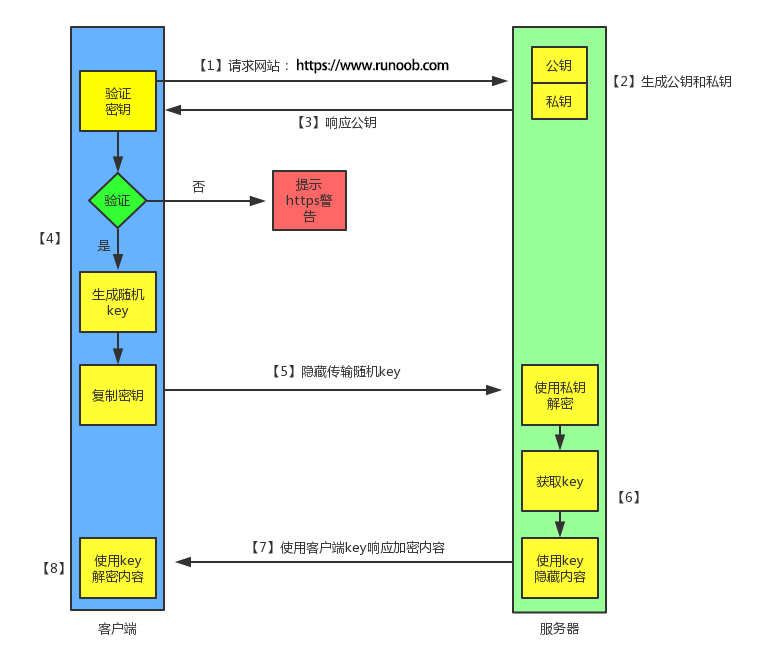 【1】请求网站： https://www.runoob.com
公钥
私钥
【2】生成公钥和私钥
验证
密钥
【3】响应公钥
验证
否
提示
https警
告
【4】
是
生成随机
key
【5】隐藏传输随机key
复制密钥
使用私钥
解密
获取key
【6】
【7】使用客户端key响应加密内容
【8】
使用key
解密内容
使用key
隐藏内容
客户端
服务器